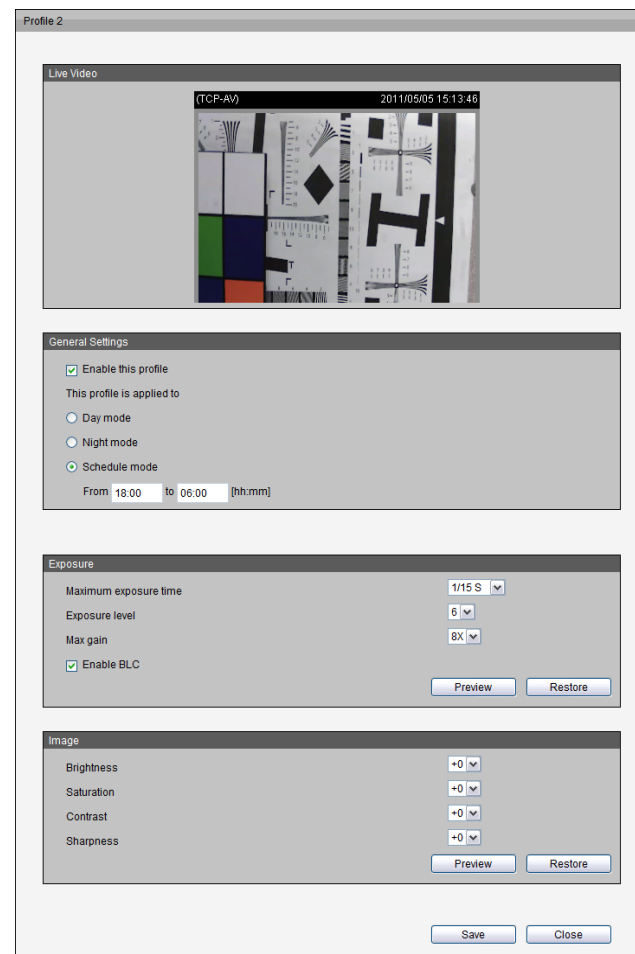 Profile 2
Live Video
(TCP-AV) 2011/05/05 15:13:46
General Settings
Enable this profile
This profile is applied to
Day mode
Night mode
Schedule mode
From 18:00 to 06:00 [hh:mm]
Exposure
Maximum exposure time 1/15 S
Exposure level 6
Max gain 8X
Enable BLC
Preview Restore
Image
Brightness +0
Saturation +0
Contrast +0
Sharpness +0
Preview Restore
Save Close